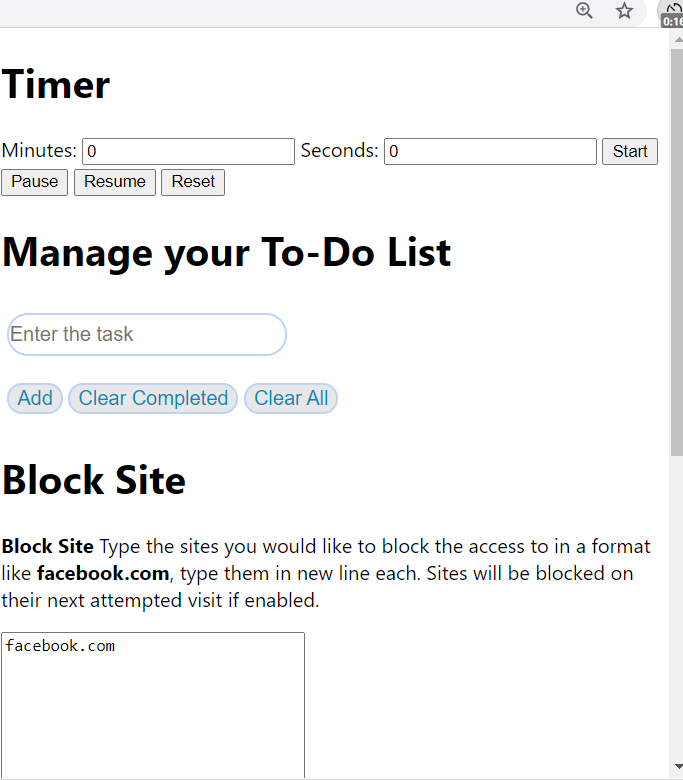 0:16
Timer
Minutes: 0 Seconds: 0 Start
Pause Resume Reset
Manage your To-Do List
Enter the task
Add Clear Completed Clear All
Block Site
Block Site Type the sites you would like to block the access to in a format
like facebook.com, type them in new line each. Sites will be blocked on
their next attempted visit if enabled.
facebook.com